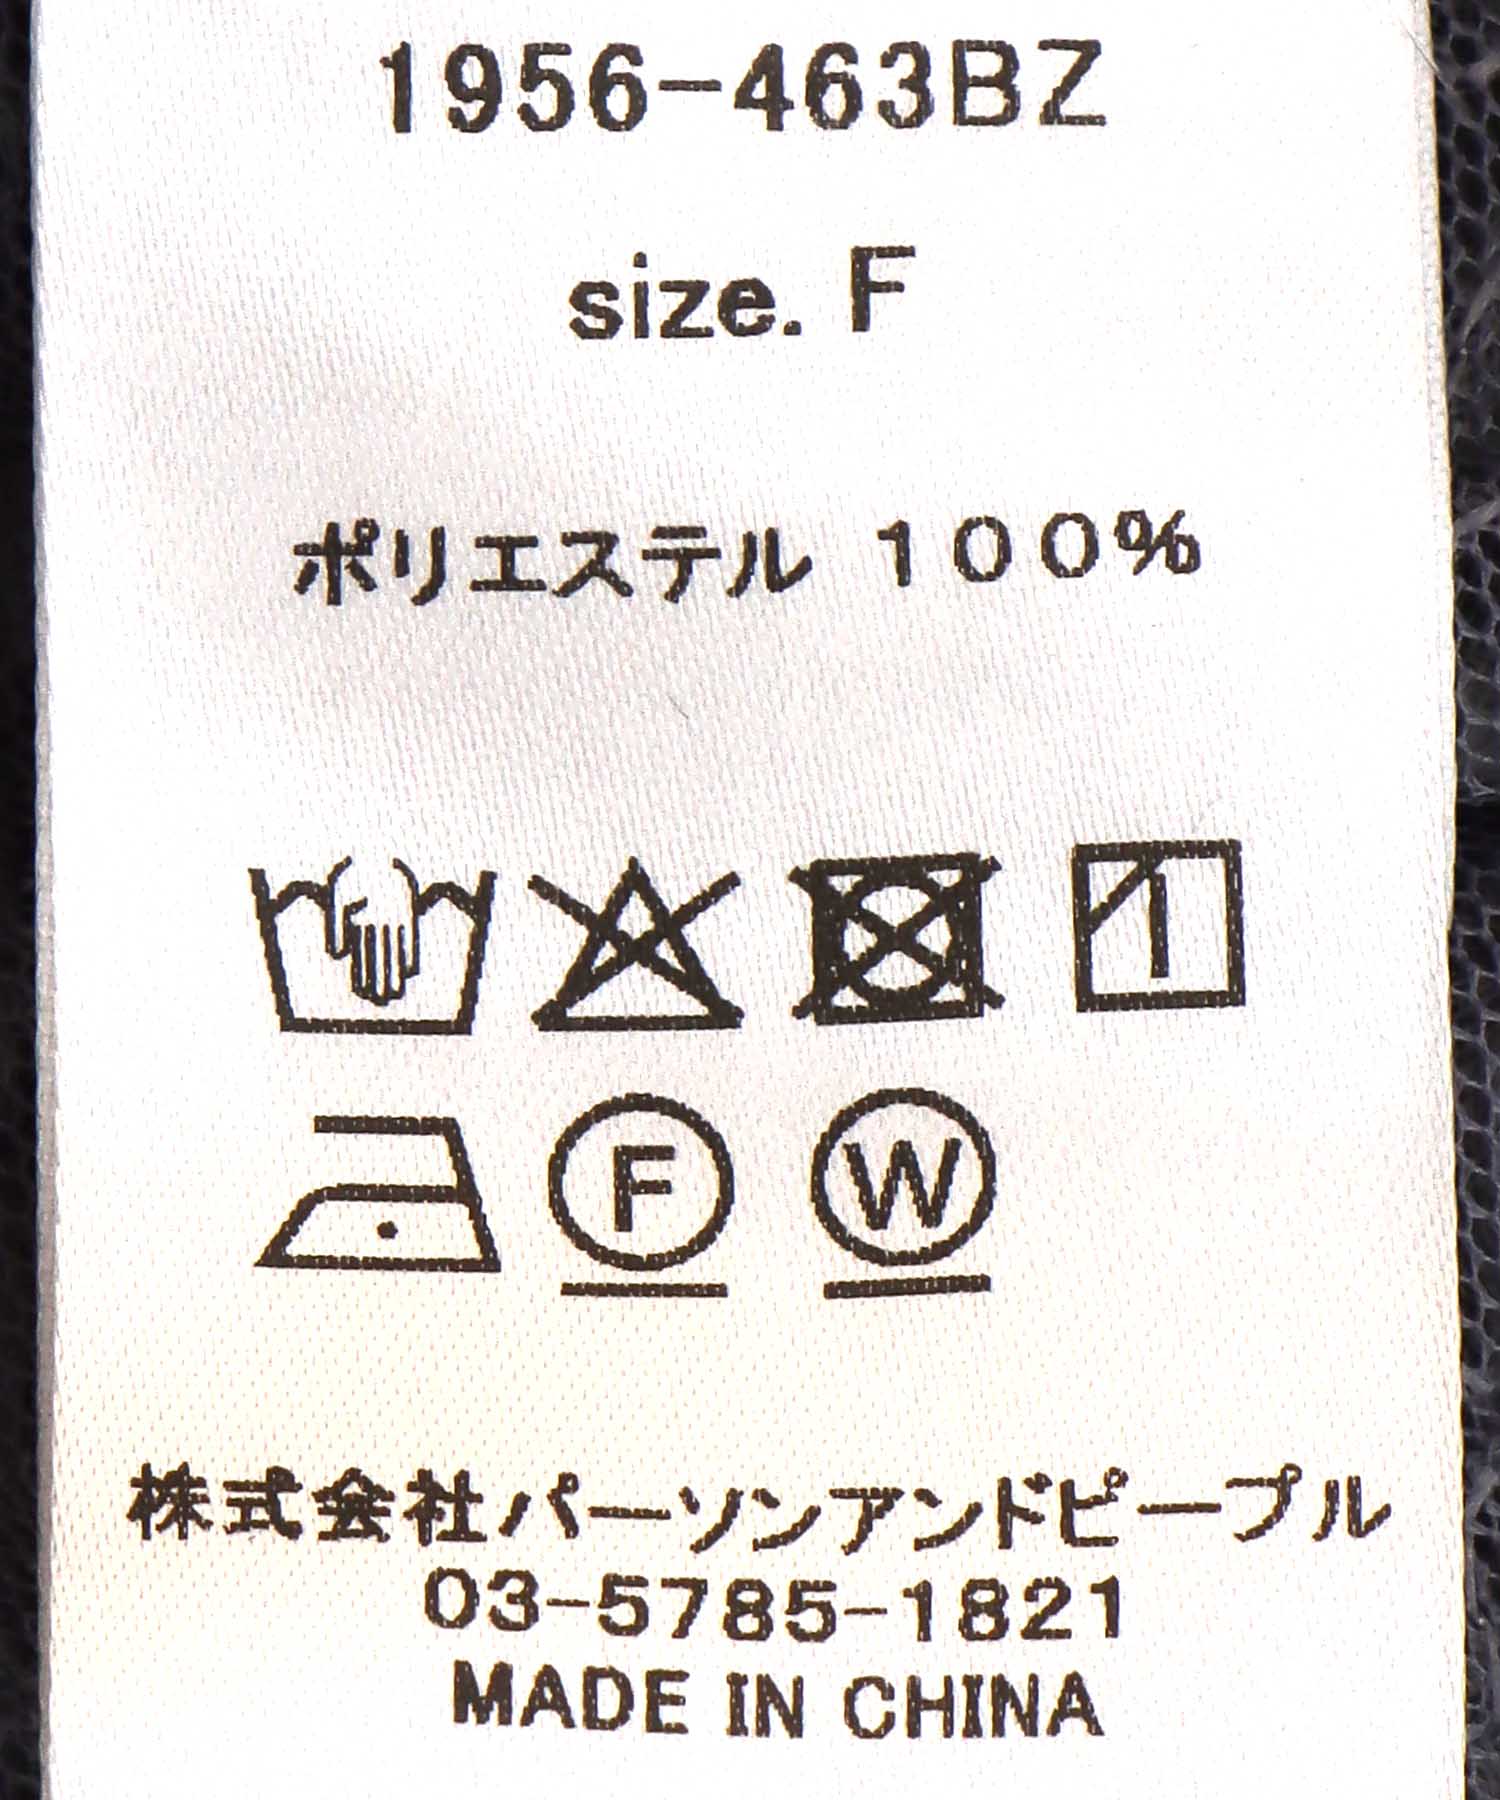 1956-463BZ
size. F
ポリエステル 100%
F W
株式会社パーソンアンドピープル
03-5785-1821
MADE IN CHINA